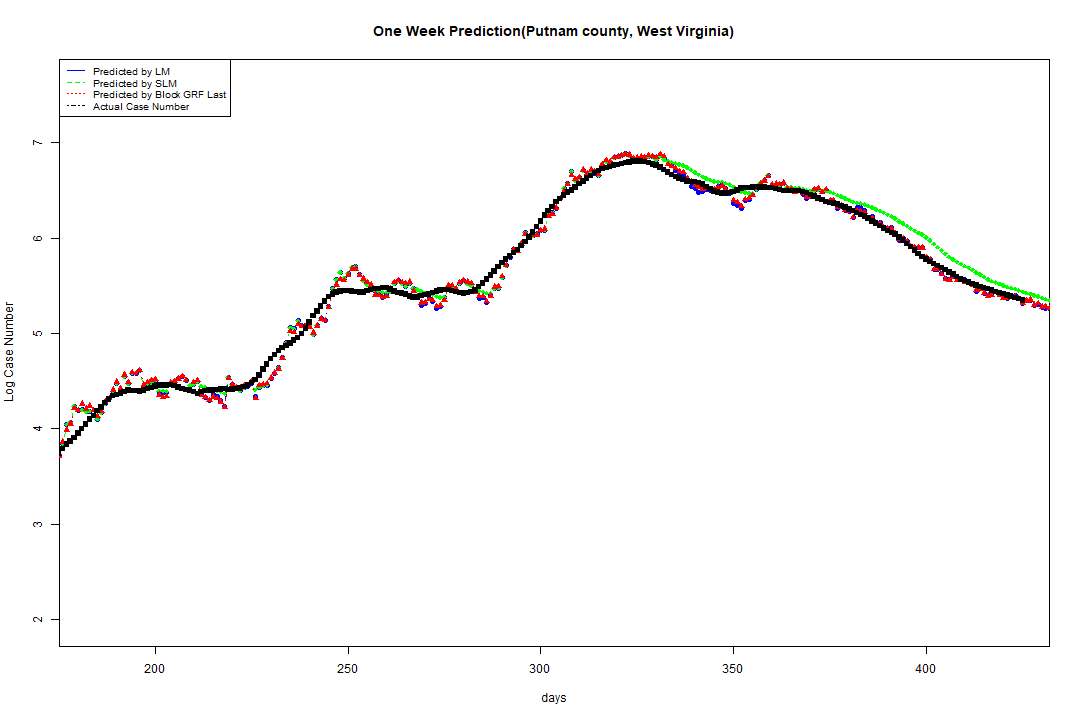 One Week Prediction(Putnam county, West Virginia)
Predicted by LM
Predicted by SLM
Predicted by Block GRF Last
Actual Case Number
Log Case Number
7
6
5
4
3
2
200 250 300 350 400
days